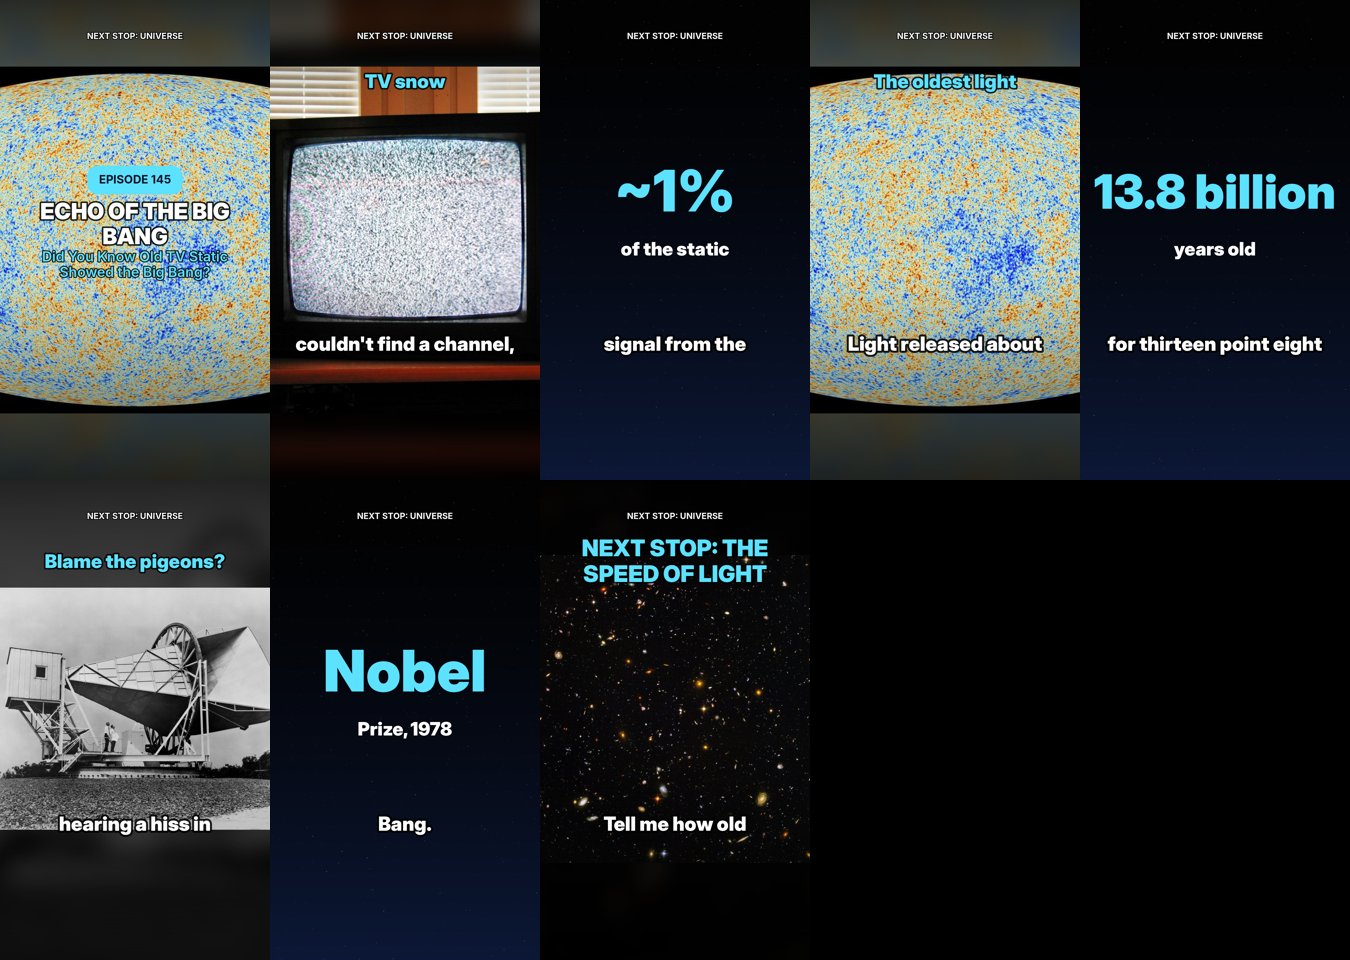 NEXT STOP: UNIVERSE
EPISODE 145
ECHO OF THE BIG
BANG
Did You Know Old TV Static
Showed the Big Bang?
NEXT STOP: UNIVERSE
TV snow
couldn't find a channel,
NEXT STOP: UNIVERSE
~1%
of the static
signal from the
NEXT STOP: UNIVERSE
The oldest light
Light released about
NEXT STOP: UNIVERSE
13.8 billion
years old
for thirteen point eight
NEXT STOP: UNIVERSE
Blame the pigeons?
hearing a hiss in
NEXT STOP: UNIVERSE
Nobel
Prize, 1978
Bang.
NEXT STOP: UNIVERSE
NEXT STOP: THE
SPEED OF LIGHT
Tell me how old